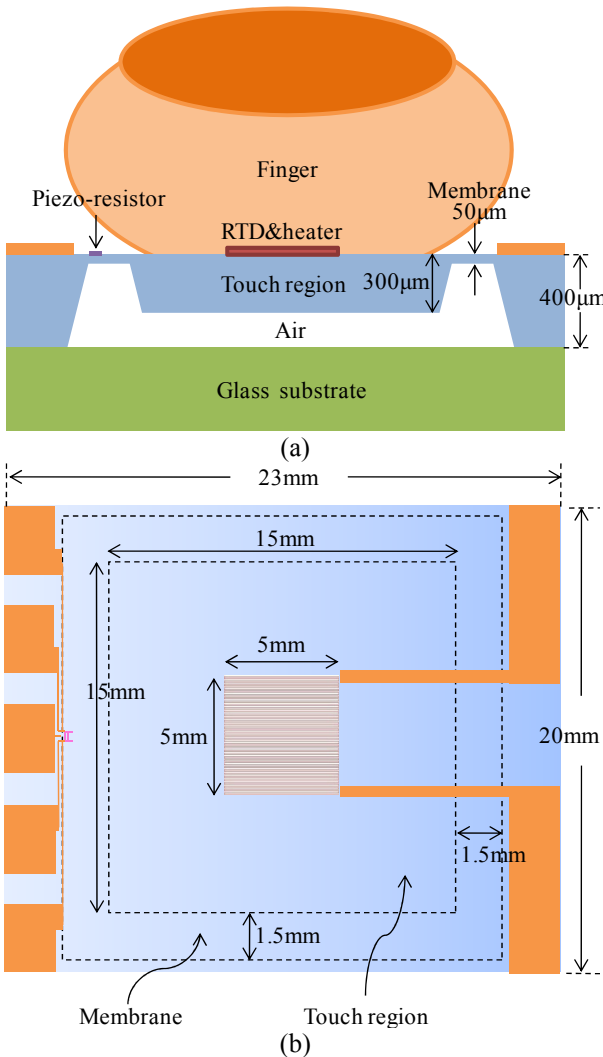 Finger
Piezo-resistor
Membrane
50μm
RTD&heater
Touch region
300μm
400μm
Air
Glass substrate
(a)
23mm
15mm
5mm
15mm
5mm
20mm
1.5mm
1.5mm
Membrane
Touch region
(b)